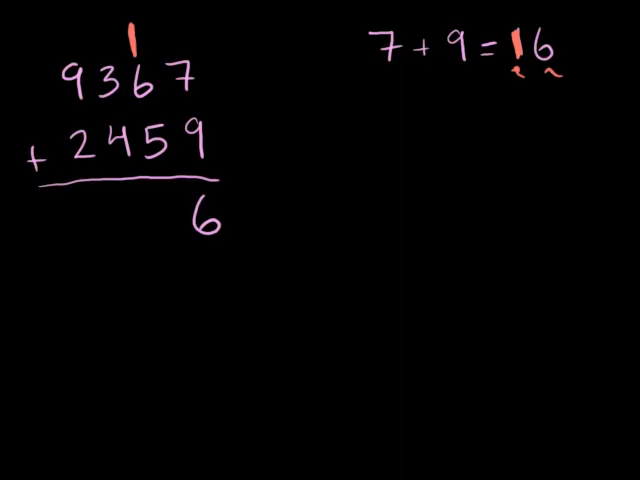 1
9367
+ 2459
6
7 + 9 = 16